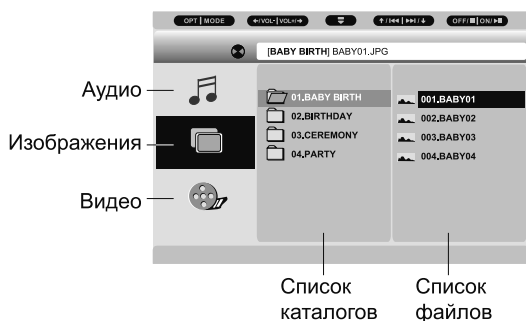 OPT | MODE
←/VOL- | VOL+/→
↑/⏮ | ⏭/↓
OFF/■ | ON/▶❚❚
[BABY BIRTH] BABY01.JPG
Аудио
Изображения
Видео
01.BABY BIRTH
02.BIRTHDAY
03.CEREMONY
04.PARTY
001.BABY01
002.BABY02
003.BABY03
004.BABY04
Список
каталогов
Список
файлов